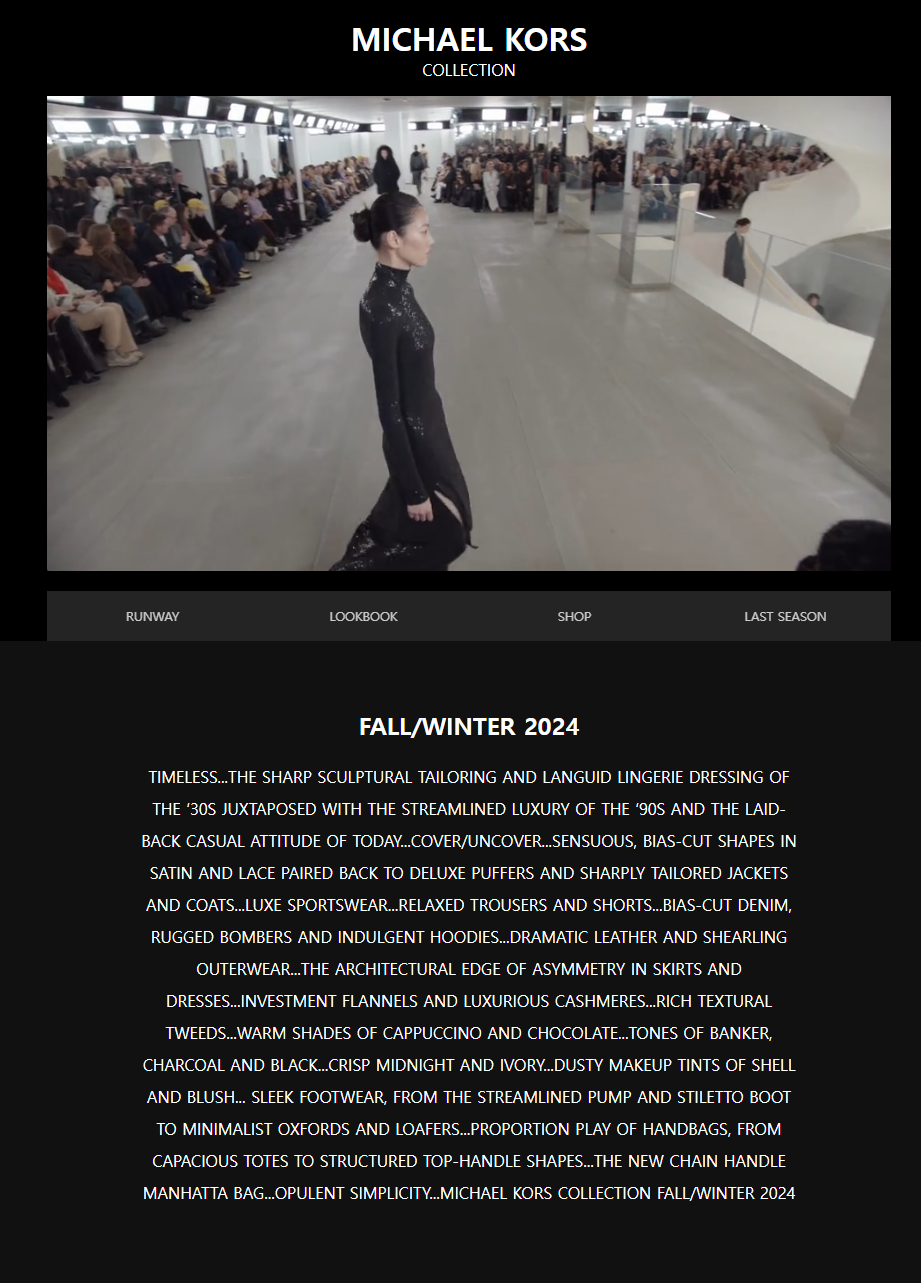 MICHAEL KORS
COLLECTION
RUNWAY
LOOKBOOK
SHOP
LAST SEASON
FALL/WINTER 2024
TIMELESS...THE SHARP SCULPTURAL TAILORING AND LANGUID LINGERIE DRESSING OF
THE ‘30S JUXTAPOSED WITH THE STREAMLINED LUXURY OF THE ‘90S AND THE LAID-
BACK CASUAL ATTITUDE OF TODAY...COVER/UNCOVER...SENSUOUS, BIAS-CUT SHAPES IN
SATIN AND LACE PAIRED BACK TO DELUXE PUFFERS AND SHARPLY TAILORED JACKETS
AND COATS...LUXE SPORTSWEAR...RELAXED TROUSERS AND SHORTS...BIAS-CUT DENIM,
RUGGED BOMBERS AND INDULGENT HOODIES...DRAMATIC LEATHER AND SHEARLING
OUTERWEAR...THE ARCHITECTURAL EDGE OF ASYMMETRY IN SKIRTS AND
DRESSES...INVESTMENT FLANNELS AND LUXURIOUS CASHMERES...RICH TEXTURAL
TWEEDS...WARM SHADES OF CAPPUCCINO AND CHOCOLATE...TONES OF BANKER,
CHARCOAL AND BLACK...CRISP MIDNIGHT AND IVORY...DUSTY MAKEUP TINTS OF SHELL
AND BLUSH... SLEEK FOOTWEAR, FROM THE STREAMLINED PUMP AND STILETTO BOOT
TO MINIMALIST OXFORDS AND LOAFERS...PROPORTION PLAY OF HANDBAGS, FROM
CAPACIOUS TOTES TO STRUCTURED TOP-HANDLE SHAPES...THE NEW CHAIN HANDLE
MANHATTA BAG...OPULENT SIMPLICITY...MICHAEL KORS COLLECTION FALL/WINTER 2024